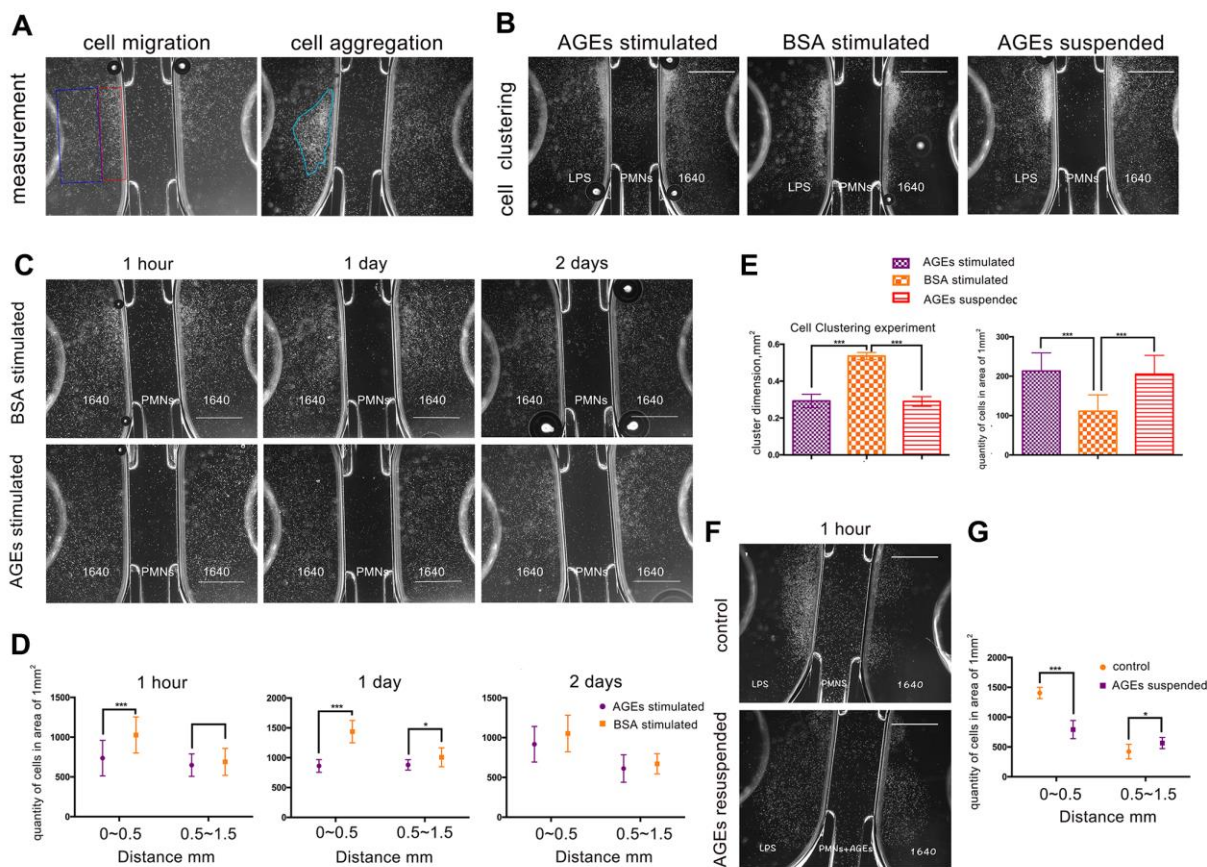 A
cell migration
cell aggregation
measurement
B
AGEs stimulated
BSA stimulated
AGEs suspended
cell clustering
LPS
PMNs
1640
LPS
PMNs
1640
LPS
PMNs
1640
C
1 hour
1 day
2 days
BSA stimulated
1640
PMNs
1640
1640
PMNs
1640
1640
PMNs
1640
AGEs stimulated
1640
PMNs
1640
1640
PMNs
1640
1640
PMNs
1640
D
1 hour
1 day
2 days
quantity of cells in area of 1mm²
1500
1000
500
0
***
0~0.5
0.5~1.5
Distance mm
2000
1500
1000
500
0
***
*
0~0.5
0.5~1.5
Distance mm
1500
1000
500
0
AGEs stimulated
BSA stimulated
0~0.5
0.5~1.5
Distance mm
E
AGEs stimulated
BSA stimulated
AGEs suspended
Cell Clustering experiment
cluster dimension,mm²
0.6
0.4
0.2
0.0
***
***
quantity of cells in area of 1mm²
300
200
100
0
***
***
F
1 hour
control
LPS
PMNS
1640
AGEs resuspended
LPS
PMNs+AGEs
1640
G
quantity of cells in area of 1mm²
2000
1500
1000
500
0
***
*
control
AGEs suspended
0~0.5
0.5~1.5
Distance mm